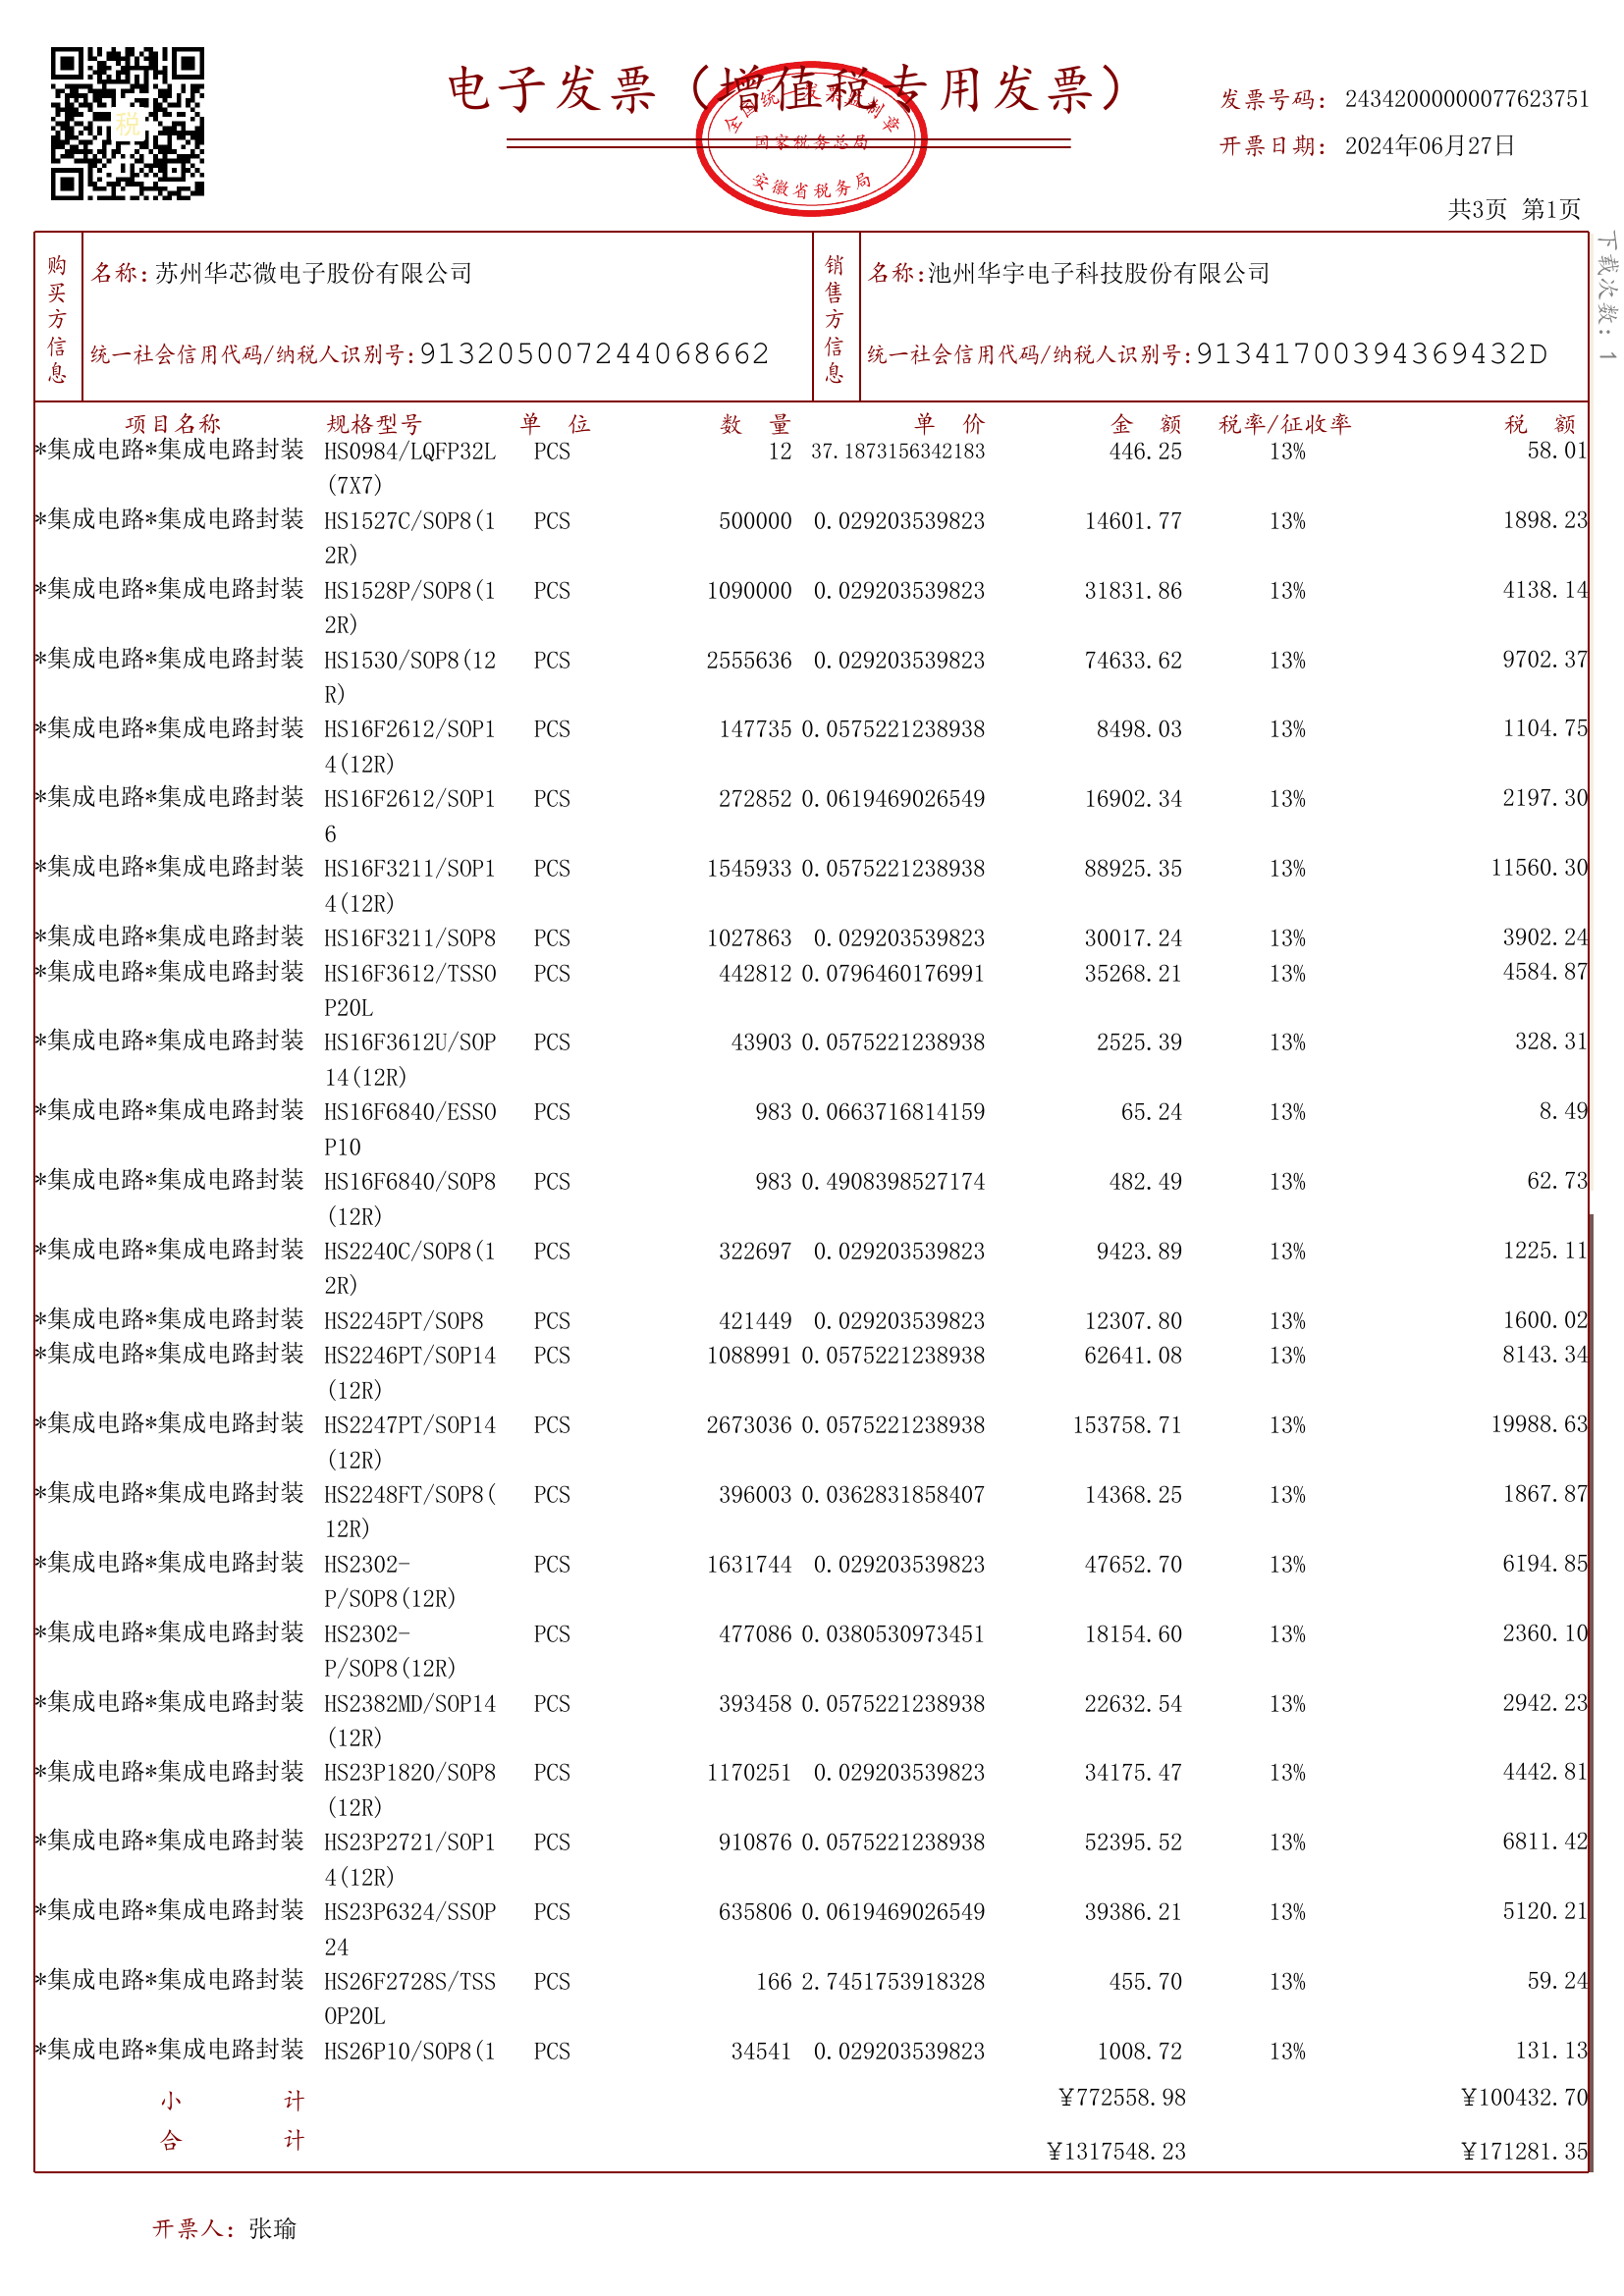 电子发票（增值税专用发票）
全国统一发票监制章
国家税务总局
安徽省税务局
税
发票号码：24342000000077623751
开票日期：2024年06月27日
共3页 第1页
下载次数：1
购买方信息
名称：苏州华芯微电子股份有限公司
统一社会信用代码/纳税人识别号：913205007244068662
销售方信息
名称：池州华宇电子科技股份有限公司
统一社会信用代码/纳税人识别号：91341700394369432D
项目名称 规格型号 单 位 数 量 单 价 金 额 税率/征收率 税 额
*集成电路*集成电路封装 HS0984/LQFP32L PCS 12 37.1873156342183 446.25 13% 58.01
(7X7)
*集成电路*集成电路封装 HS1527C/SOP8(1 PCS 500000 0.029203539823 14601.77 13% 1898.23
2R)
*集成电路*集成电路封装 HS1528P/SOP8(1 PCS 1090000 0.029203539823 31831.86 13% 4138.14
2R)
*集成电路*集成电路封装 HS1530/SOP8(12 PCS 2555636 0.029203539823 74633.62 13% 9702.37
R)
*集成电路*集成电路封装 HS16F2612/SOP1 PCS 147735 0.0575221238938 8498.03 13% 1104.75
4(12R)
*集成电路*集成电路封装 HS16F2612/SOP1 PCS 272852 0.0619469026549 16902.34 13% 2197.30
6
*集成电路*集成电路封装 HS16F3211/SOP1 PCS 1545933 0.0575221238938 88925.35 13% 11560.30
4(12R)
*集成电路*集成电路封装 HS16F3211/SOP8 PCS 1027863 0.029203539823 30017.24 13% 3902.24
*集成电路*集成电路封装 HS16F3612/TSSO PCS 442812 0.0796460176991 35268.21 13% 4584.87
P20L
*集成电路*集成电路封装 HS16F3612U/SOP PCS 43903 0.0575221238938 2525.39 13% 328.31
14(12R)
*集成电路*集成电路封装 HS16F6840/ESSO PCS 983 0.0663716814159 65.24 13% 8.49
P10
*集成电路*集成电路封装 HS16F6840/SOP8 PCS 983 0.4908398527174 482.49 13% 62.73
(12R)
*集成电路*集成电路封装 HS2240C/SOP8(1 PCS 322697 0.029203539823 9423.89 13% 1225.11
2R)
*集成电路*集成电路封装 HS2245PT/SOP8 PCS 421449 0.029203539823 12307.80 13% 1600.02
*集成电路*集成电路封装 HS2246PT/SOP14 PCS 1088991 0.0575221238938 62641.08 13% 8143.34
(12R)
*集成电路*集成电路封装 HS2247PT/SOP14 PCS 2673036 0.0575221238938 153758.71 13% 19988.63
(12R)
*集成电路*集成电路封装 HS2248FT/SOP8( PCS 396003 0.0362831858407 14368.25 13% 1867.87
12R)
*集成电路*集成电路封装 HS2302- PCS 1631744 0.029203539823 47652.70 13% 6194.85
P/SOP8(12R)
*集成电路*集成电路封装 HS2302- PCS 477086 0.0380530973451 18154.60 13% 2360.10
P/SOP8(12R)
*集成电路*集成电路封装 HS2382MD/SOP14 PCS 393458 0.0575221238938 22632.54 13% 2942.23
(12R)
*集成电路*集成电路封装 HS23P1820/SOP8 PCS 1170251 0.029203539823 34175.47 13% 4442.81
(12R)
*集成电路*集成电路封装 HS23P2721/SOP1 PCS 910876 0.0575221238938 52395.52 13% 6811.42
4(12R)
*集成电路*集成电路封装 HS23P6324/SSOP PCS 635806 0.0619469026549 39386.21 13% 5120.21
24
*集成电路*集成电路封装 HS26F2728S/TSS PCS 166 2.7451753918328 455.70 13% 59.24
OP20L
*集成电路*集成电路封装 HS26P10/SOP8(1 PCS 34541 0.029203539823 1008.72 13% 131.13
小 计 ¥772558.98 ¥100432.70
合 计 ¥1317548.23 ¥171281.35
开票人：张瑜